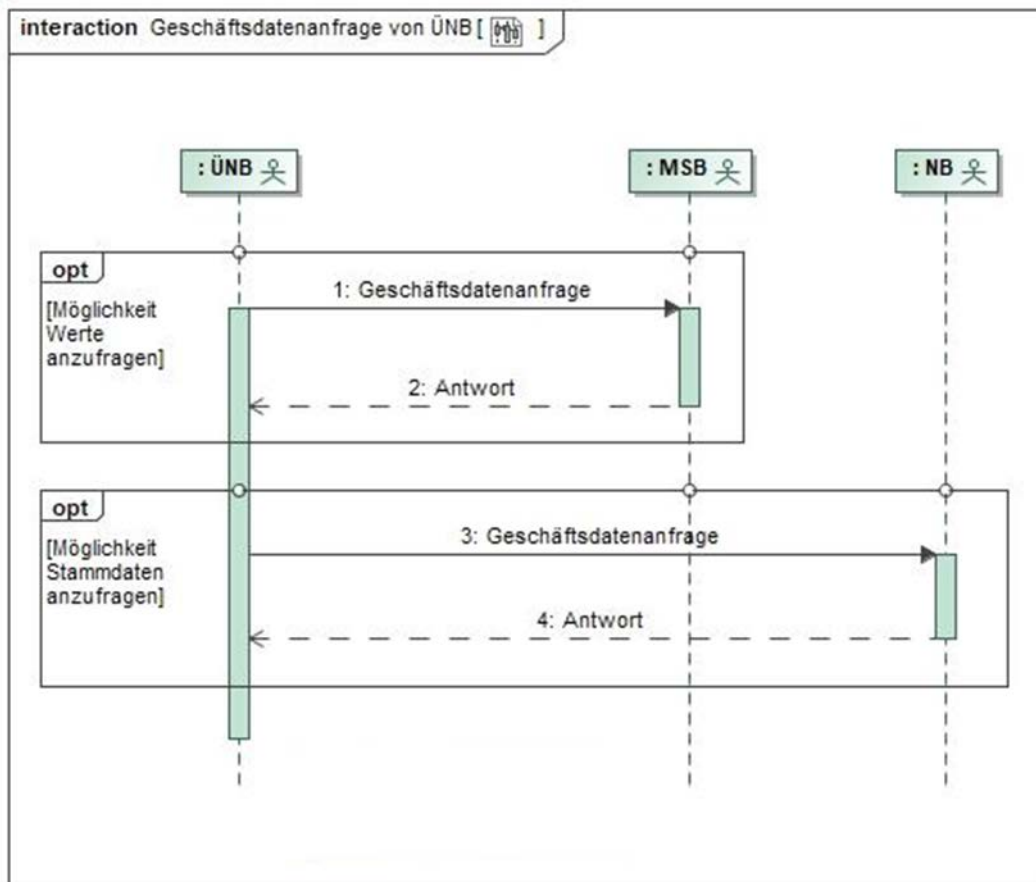 interaction Geschäftsdatenanfrage von ÜNB [ ]
: ÜNB
: MSB
: NB
opt
[Möglichkeit
Werte
anzufragen]
1: Geschäftsdatenanfrage
2: Antwort
opt
[Möglichkeit
Stammdaten
anzufragen]
3: Geschäftsdatenanfrage
4: Antwort